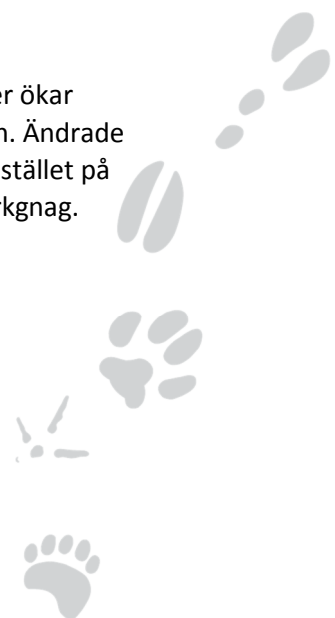 er ökar
n. Ändrade
stället på
rkgnag.